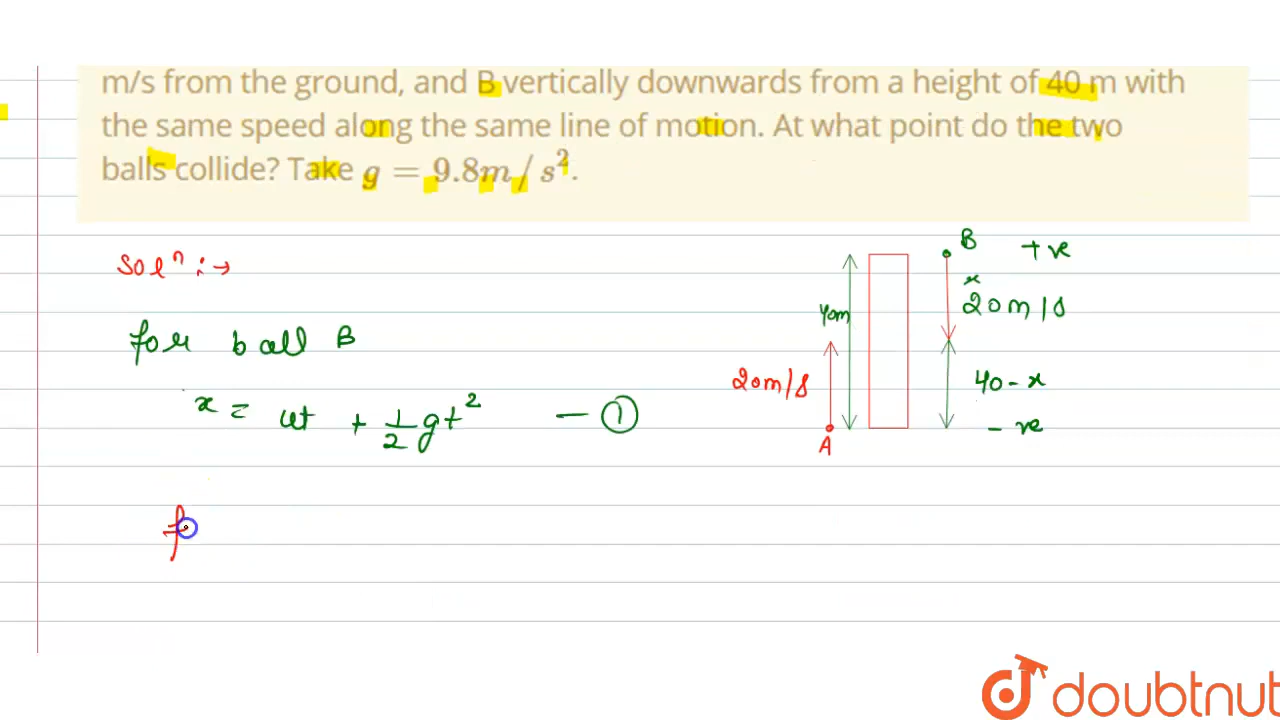 m/s from the ground, and B vertically downwards from a height of 40 m with
the same speed along the same line of motion. At what point do the two
balls collide? Take g = 9.8m/s².
Solⁿ :→
for ball B
x = ut + 1/2 gt² — ①
f
B +ve
x
20m/s
40m
20m/s
40-x
-ve
A
doubtnut